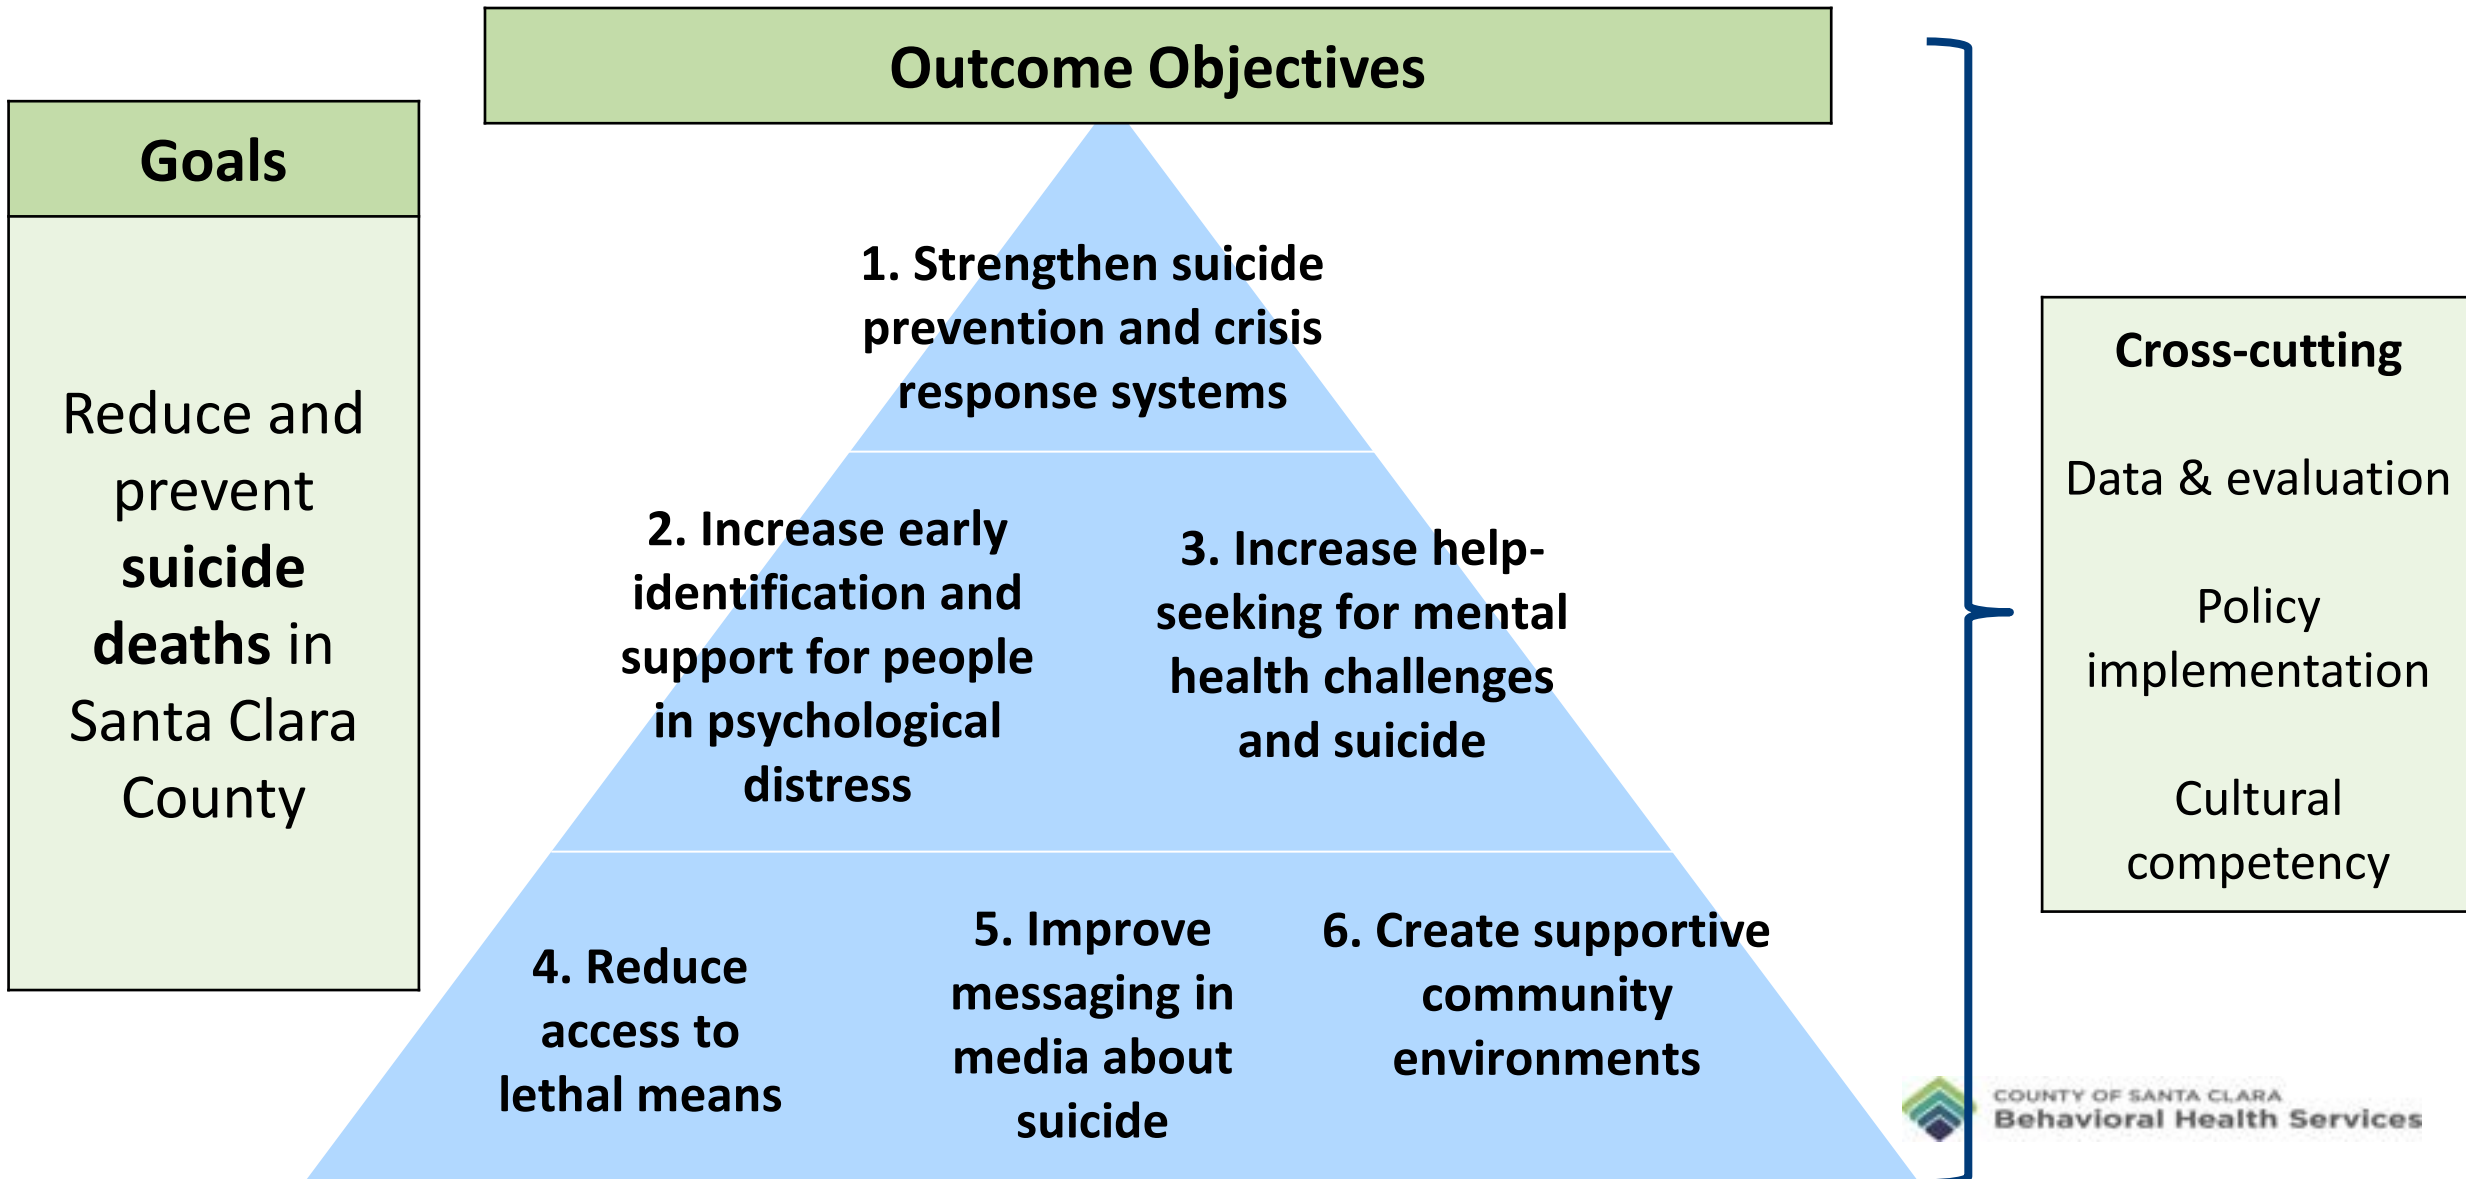 Outcome Objectives
Goals
Reduce and
prevent
suicide
deaths in
Santa Clara
County
1. Strengthen suicide
prevention and crisis
response systems
2. Increase early
identification and
support for people
in psychological
distress
3. Increase help-
seeking for mental
health challenges
and suicide
4. Reduce
access to
lethal means
5. Improve
messaging in
media about
suicide
6. Create supportive
community
environments
Cross-cutting
Data & evaluation
Policy
implementation
Cultural
competency
COUNTY OF SANTA CLARA
Behavioral Health Services